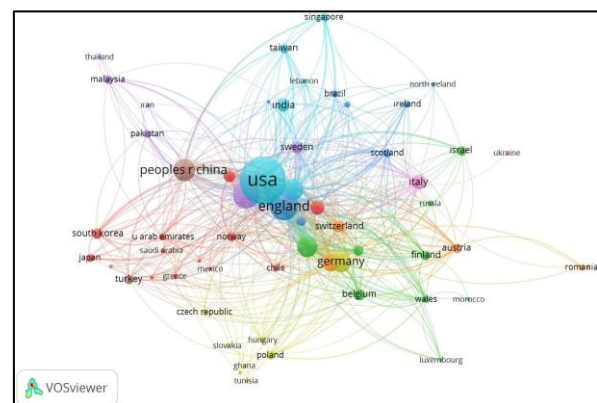 singapore
taiwan
thailand
lebanon
malaysia
north ireland
brazil
india
ireland
iran
pakistan
sweden
scotland
israel
ukraine
peoples r china
usa
italy
england
russia
switzerland
south korea
u arab emirates
norway
austria
saudi arabia
finland
japan
germany
chile
mexico
romania
turkey
greece
belgium
wales
morocco
czech republic
hungary
slovakia
poland
luxembourg
ghana
tunisia
VOSviewer